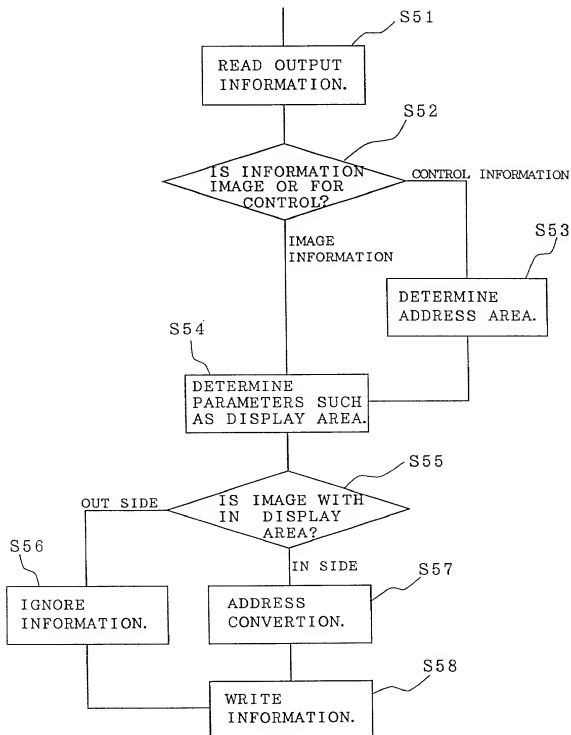 S51
READ OUTPUT
INFORMATION.
S52
IS INFORMATION
IMAGE OR FOR
CONTROL?
CONTROL INFORMATION
IMAGE
INFORMATION
S53
DETERMINE
ADDRESS AREA.
S54
DETERMINE
PARAMETERS SUCH
AS DISPLAY AREA.
S55
IS IMAGE WITH
IN DISPLAY
AREA?
OUT SIDE
IN SIDE
S56
IGNORE
INFORMATION.
S57
ADDRESS
CONVERTION.
S58
WRITE
INFORMATION.